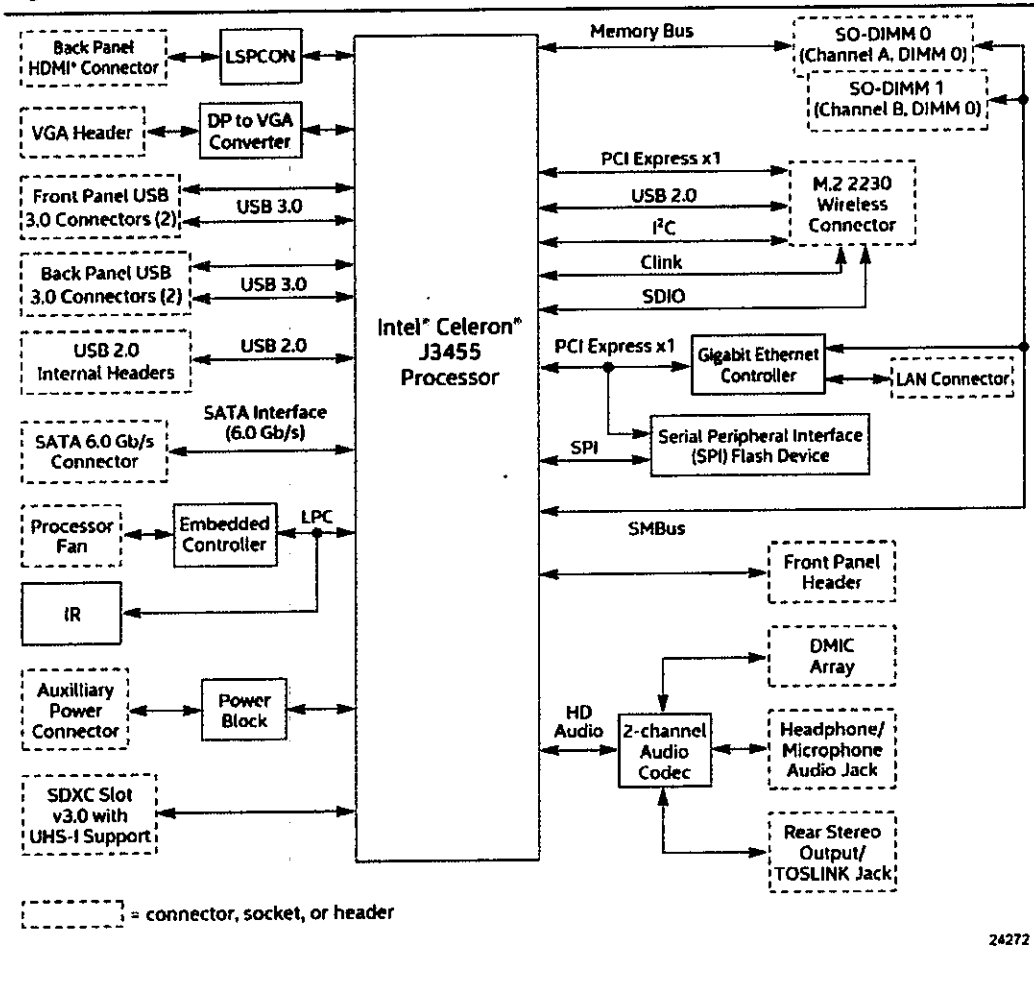 Back Panel
HDMI* Connector
LSPCON
VGA Header
DP to VGA
Converter
Front Panel USB
3.0 Connectors (2)
USB 3.0
Back Panel USB
3.0 Connectors (2)
USB 3.0
USB 2.0
Internal Headers
USB 2.0
SATA 6.0 Gb/s
Connector
SATA Interface
(6.0 Gb/s)
Processor
Fan
Embedded
Controller
LPC
IR
Auxilliary
Power
Connector
Power
Block
SDXC Slot
v3.0 with
UHS-I Support
Intel® Celeron®
J3455
Processor
Memory Bus
SO-DIMM 0
(Channel A, DIMM 0)
SO-DIMM 1
(Channel B, DIMM 0)
PCI Express x1
USB 2.0
I²C
Clink
SDIO
M.2 2230
Wireless
Connector
PCI Express x1
Gigabit Ethernet
Controller
LAN Connector
SPI
Serial Peripheral Interface
(SPI) Flash Device
SMBus
Front Panel
Header
DMIC
Array
HD
Audio
2-channel
Audio
Codec
Headphone/
Microphone
Audio Jack
Rear Stereo
Output/
TOSLINK Jack
= connector, socket, or header
24272